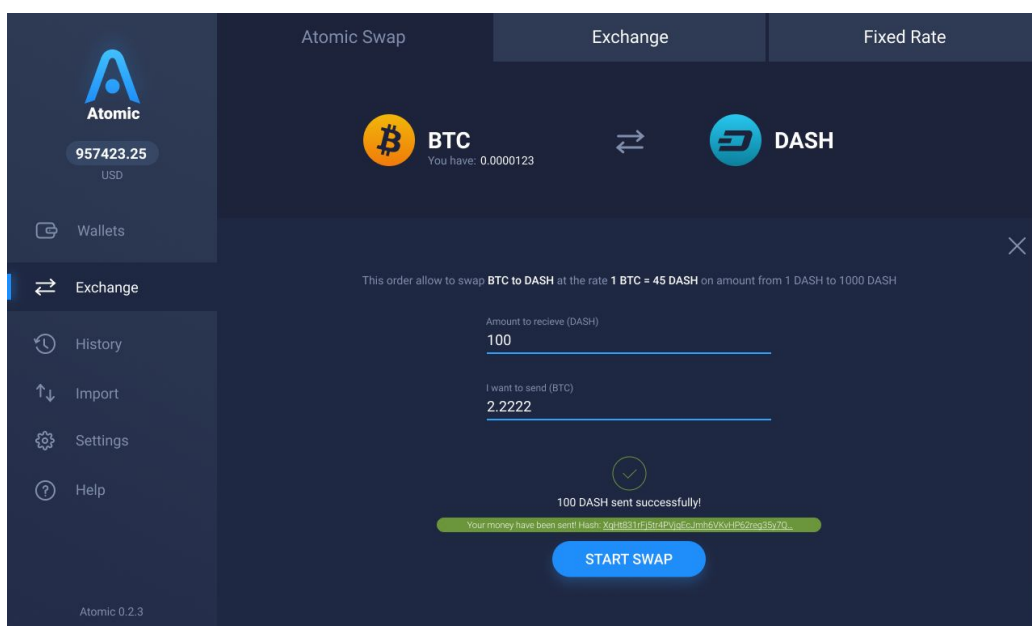 Atomic
957423.25
USD
Wallets
Exchange
History
Import
Settings
Help
Atomic 0.2.3
Atomic Swap
Exchange
Fixed Rate
BTC
You have: 0.0000123
DASH
This order allow to swap BTC to DASH at the rate 1 BTC = 45 DASH on amount from 1 DASH to 1000 DASH
Amount to recieve (DASH)
100
I want to send (BTC)
2.2222
100 DASH sent successfully!
Your money have been sent! Hash: XqHt831rFj5tr4PVjqEcJmh6VKvHP62reg35y7Q...
START SWAP